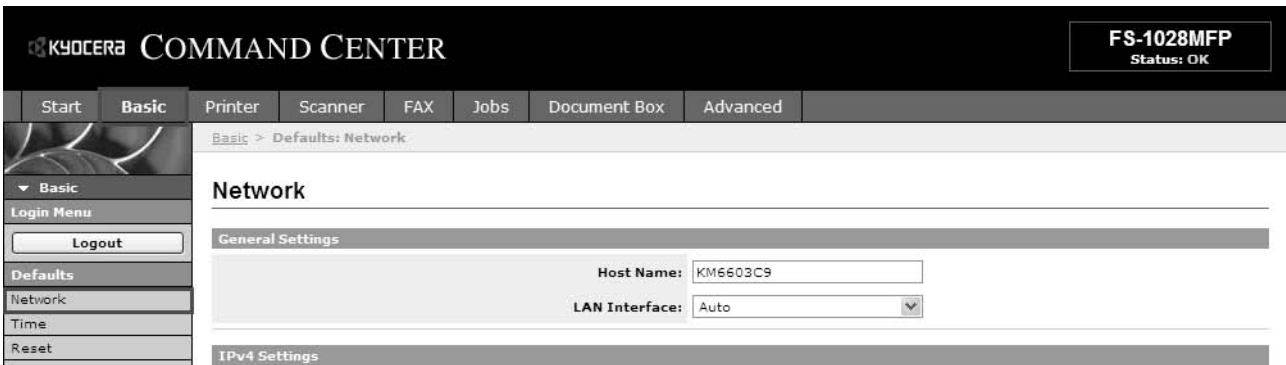 KYOCERA COMMAND CENTER
FS-1028MFP
Status: OK
Start Basic Printer Scanner FAX Jobs Document Box Advanced
Basic > Defaults: Network
Basic
Network
Login Menu
Logout
General Settings
Host Name: KM6603C9
Defaults
Network
LAN Interface: Auto
Time
Reset
IPv4 Settings